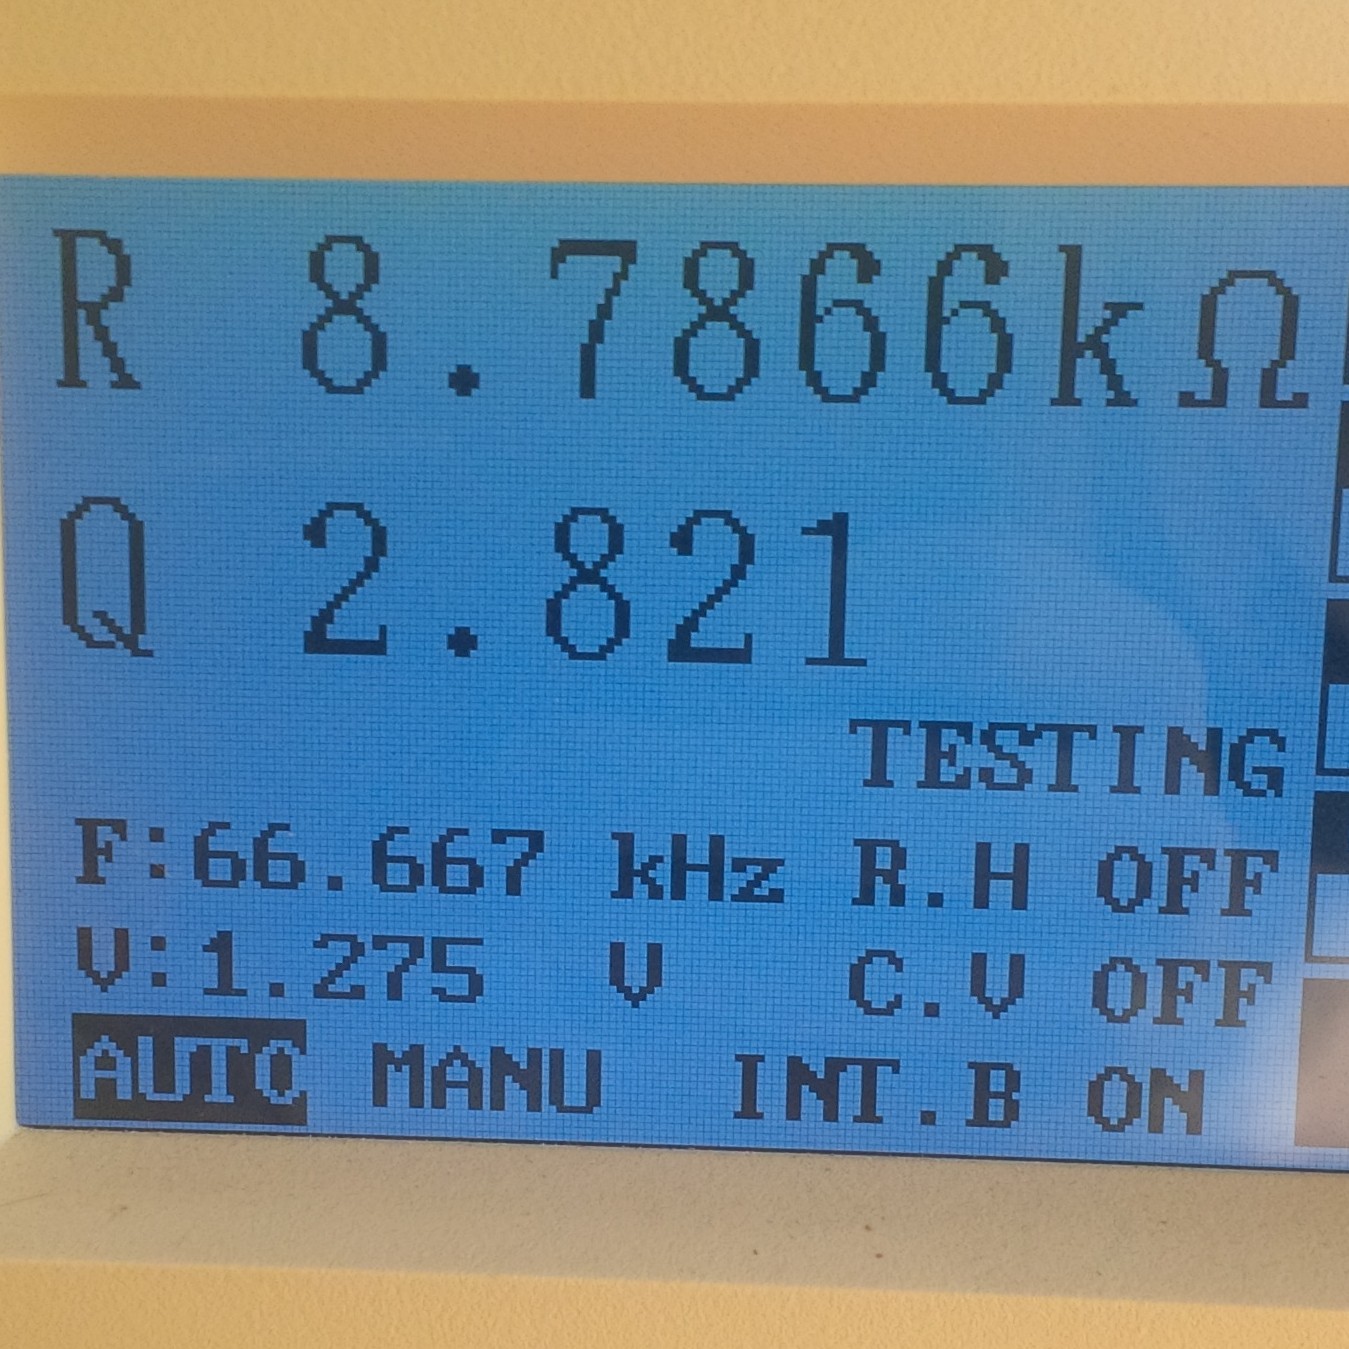 R 8.7866kΩ
Q 2.821
TESTING
F:66.667 kHz R.H OFF
V:1.275 V C.V OFF
AUTO MANU INT.B ON